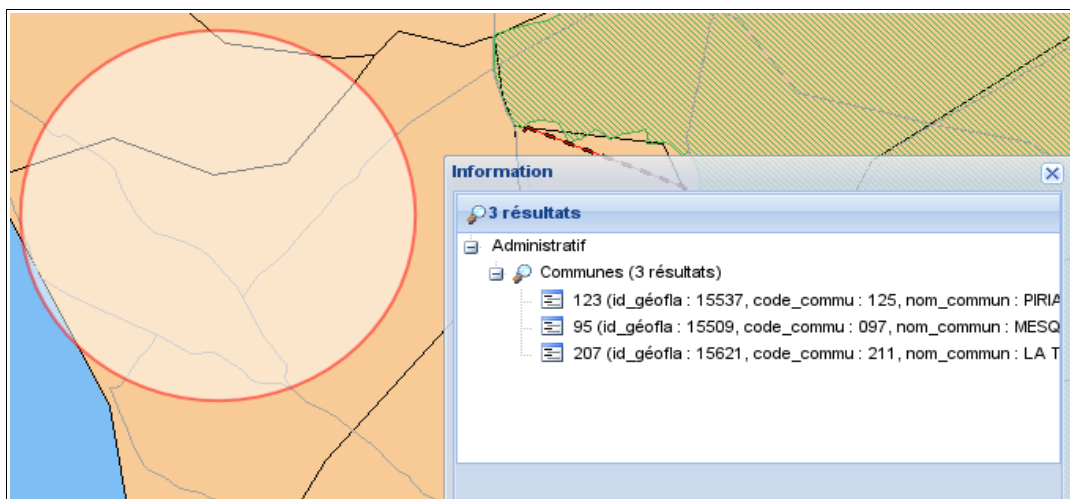 Information
3 résultats
Administratif
Communes (3 résultats)
123 (id_géofla : 15537, code_commu : 125, nom_commun : PIRIA
95 (id_géofla : 15509, code_commu : 097, nom_commun : MESQ
207 (id_géofla : 15621, code_commu : 211, nom_commun : LA T